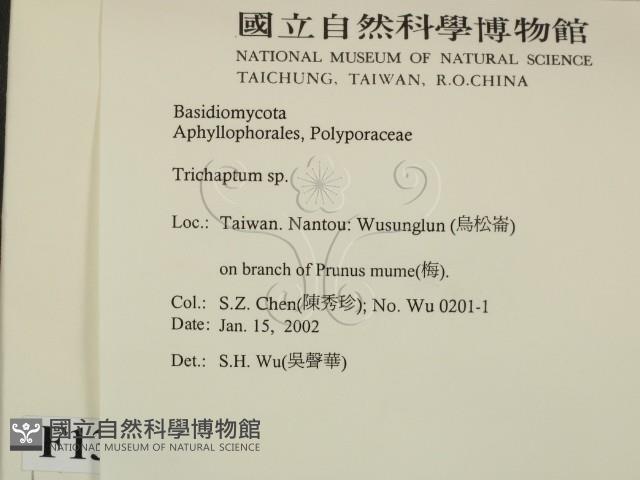 國立自然科學博物館
NATIONAL MUSEUM OF NATURAL SCIENCE
TAICHUNG, TAIWAN, R.O.CHINA
Basidiomycota
Aphyllophorales, Polyporaceae
Trichaptum sp.
Loc.: Taiwan. Nantou: Wusunglun (烏松崙)
on branch of Prunus mume(梅).
Col.: S.Z. Chen(陳秀珍); No. Wu 0201-1
Date: Jan. 15, 2002
Det.: S.H. Wu(吳聲華)
國立自然科學博物館
NATIONAL MUSEUM OF NATURAL SCIENCE